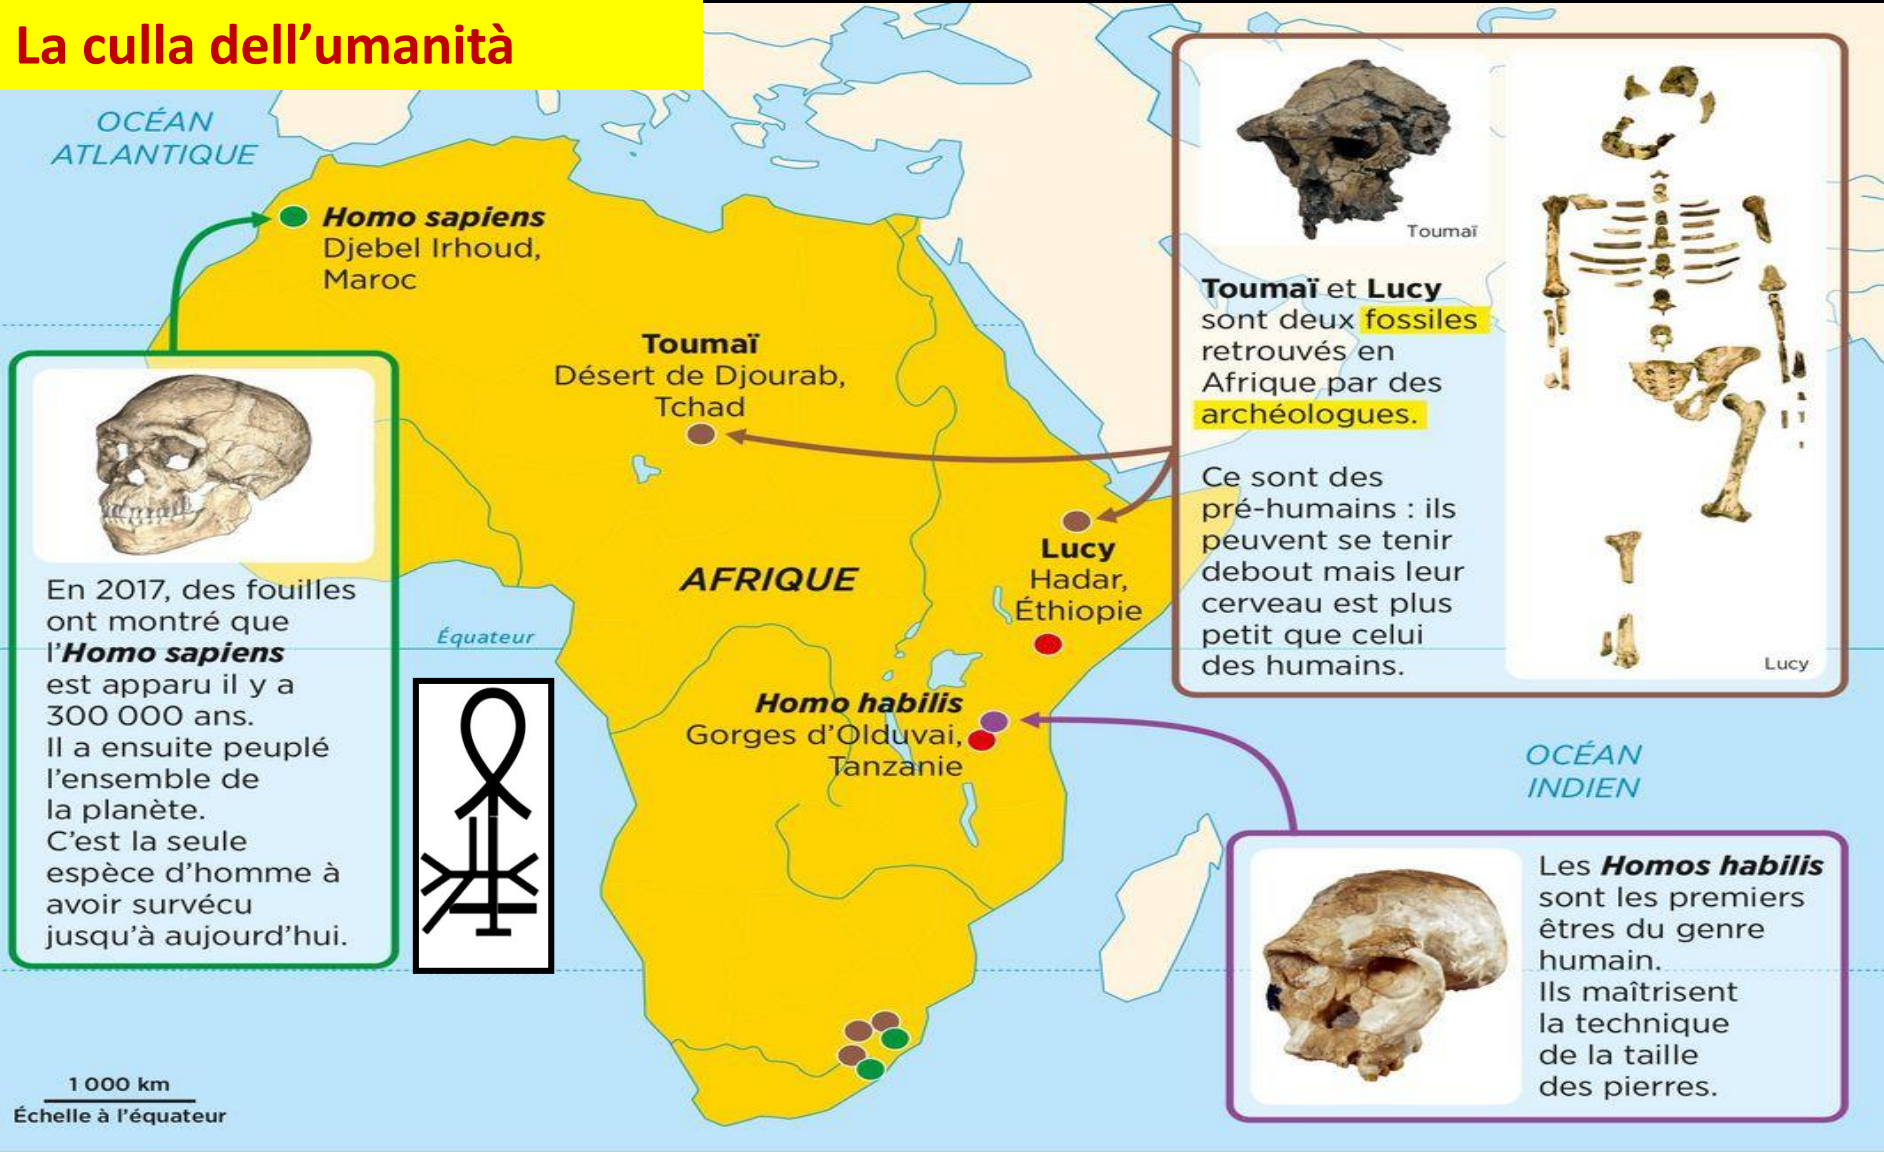 La culla dell’umanità
OCÉAN
ATLANTIQUE
Homo sapiens
Djebel Irhoud,
Maroc
Toumaï
Désert de Djourab,
Tchad
AFRIQUE
Lucy
Hadar,
Éthiopie
Équateur
Homo habilis
Gorges d’Olduvai,
Tanzanie
En 2017, des fouilles
ont montré que
l’Homo sapiens
est apparu il y a
300 000 ans.
Il a ensuite peuplé
l’ensemble de
la planète.
C’est la seule
espèce d’homme à
avoir survécu
jusqu’à aujourd’hui.
Toumaï
Toumaï et Lucy
sont deux fossiles
retrouvés en
Afrique par des
archéologues.
Ce sont des
pré-humains : ils
peuvent se tenir
debout mais leur
cerveau est plus
petit que celui
des humains.
Lucy
OCÉAN
INDIEN
Les Homos habilis
sont les premiers
êtres du genre
humain.
Ils maîtrisent
la technique
de la taille
des pierres.
1 000 km
Échelle à l’équateur